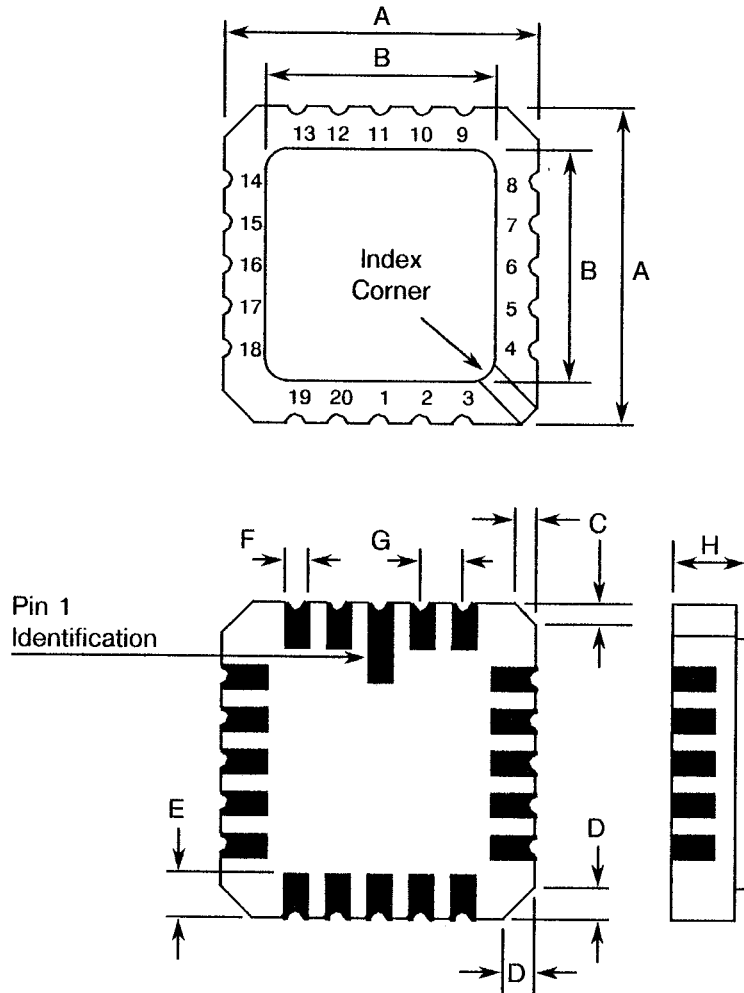 A
B
13 12 11 10 9
14 8
15 7
16 6
17 5
18 4
Index
Corner
B
A
19 20 1 2 3
F
G
C
H
Pin 1
Identification
E
D
D